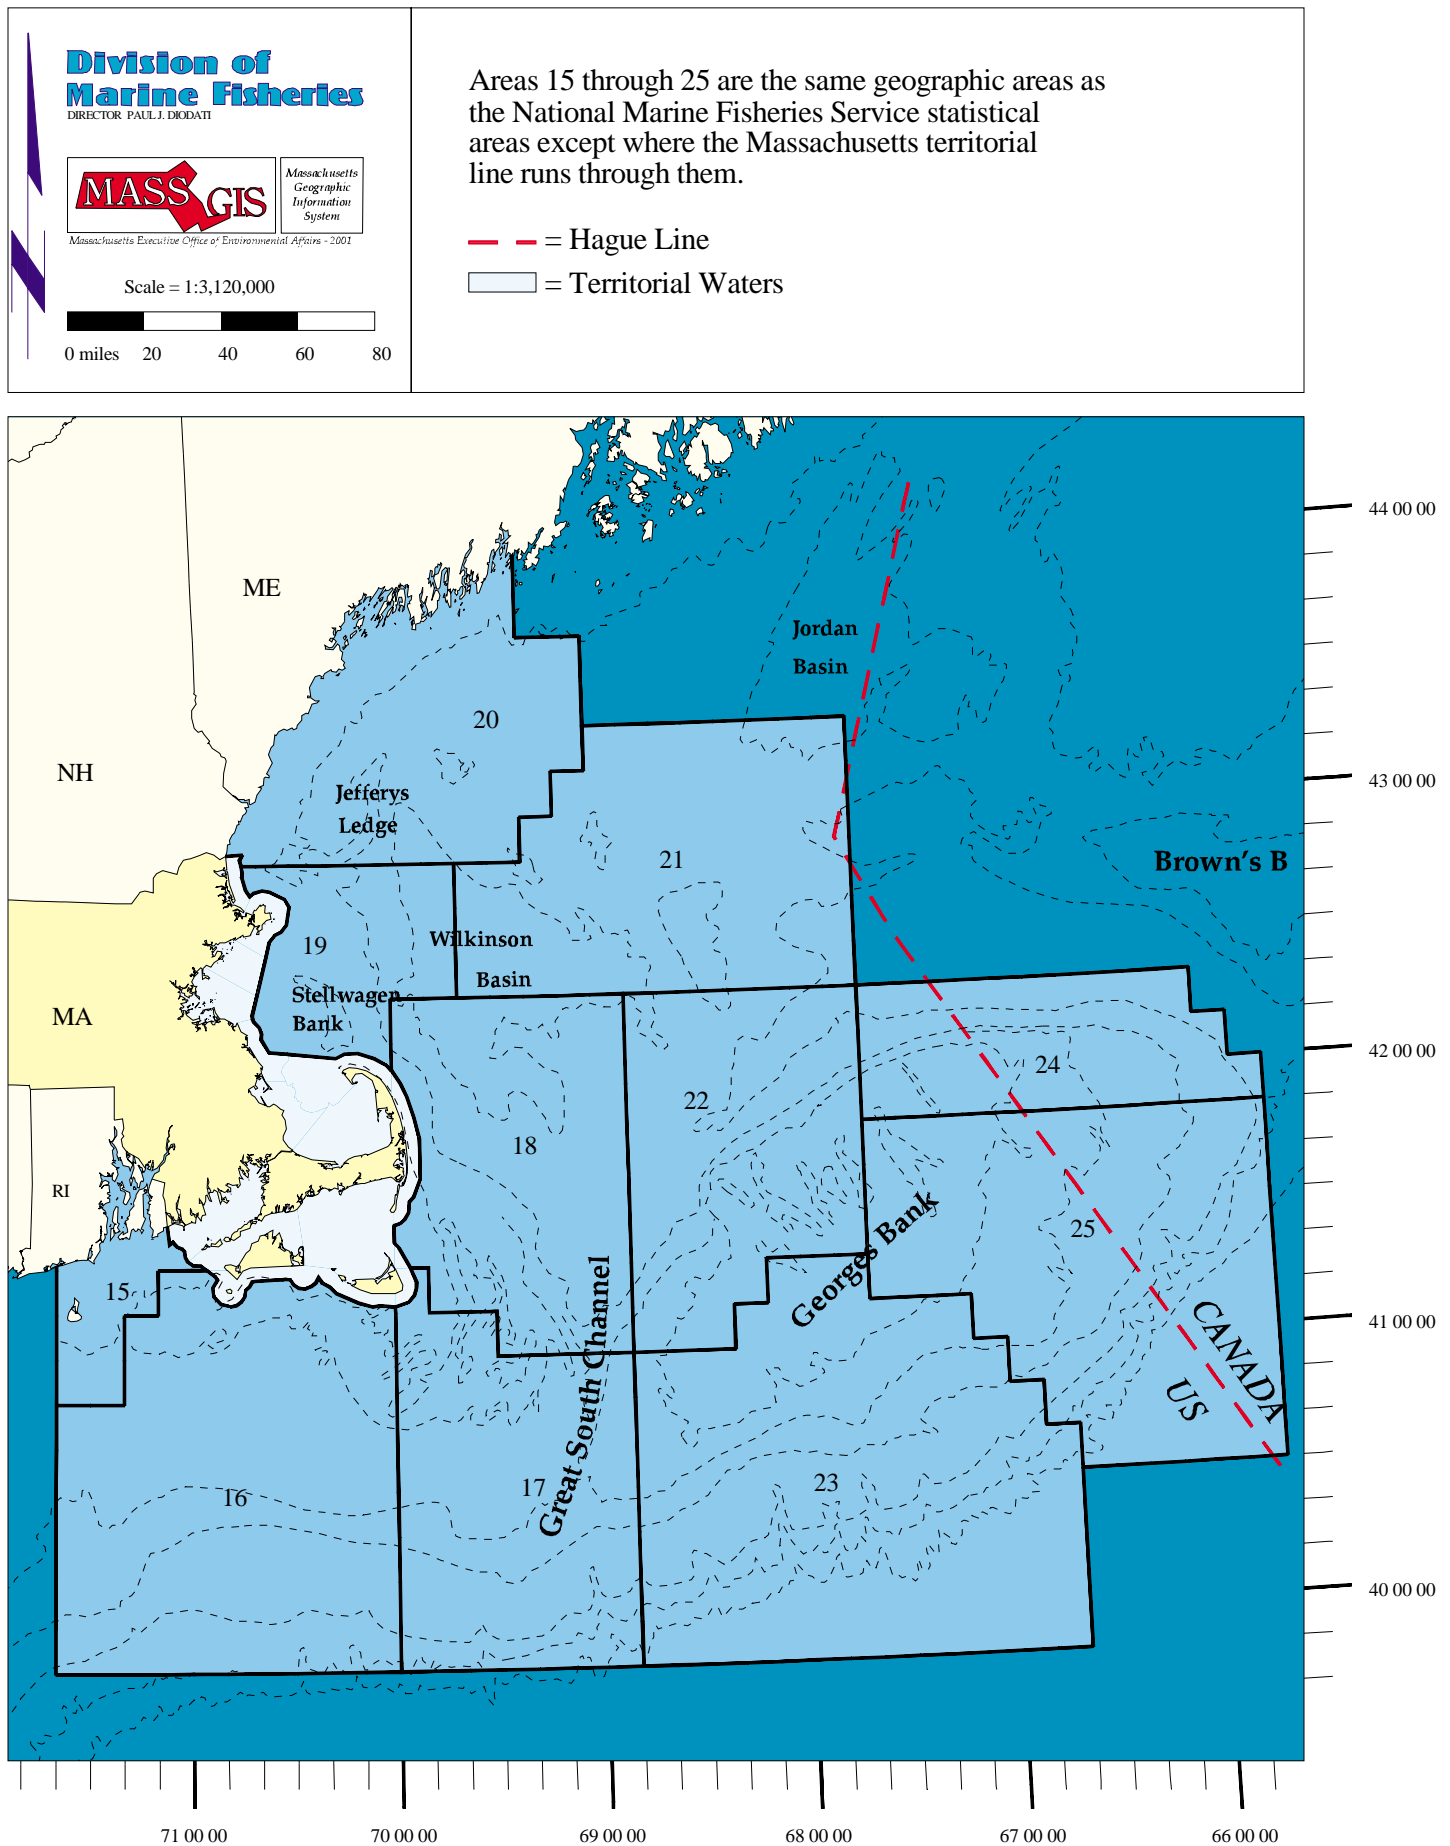 Division of
Marine Fisheries
DIRECTOR PAUL J. DIODATI
MASS GIS
Massachusetts
Geographic
Information
System
Massachusetts Executive Office of Environmental Affairs - 2001
Scale = 1:3,120,000
0 miles 20 40 60 80
Areas 15 through 25 are the same geographic areas as
the National Marine Fisheries Service statistical
areas except where the Massachusetts territorial
line runs through them.
= Hague Line
= Territorial Waters
44 00 00
ME
Jordan
Basin
20
NH
43 00 00
Jefferys
Ledge
21
Brown's B
19
Wilkinson
Basin
Stellwagen
Bank
MA
42 00 00
24
22
18
RI
25
Georges Bank
15
Great South Channel
CANADA
US
41 00 00
16
17
23
40 00 00
71 00 00 70 00 00 69 00 00 68 00 00 67 00 00 66 00 00